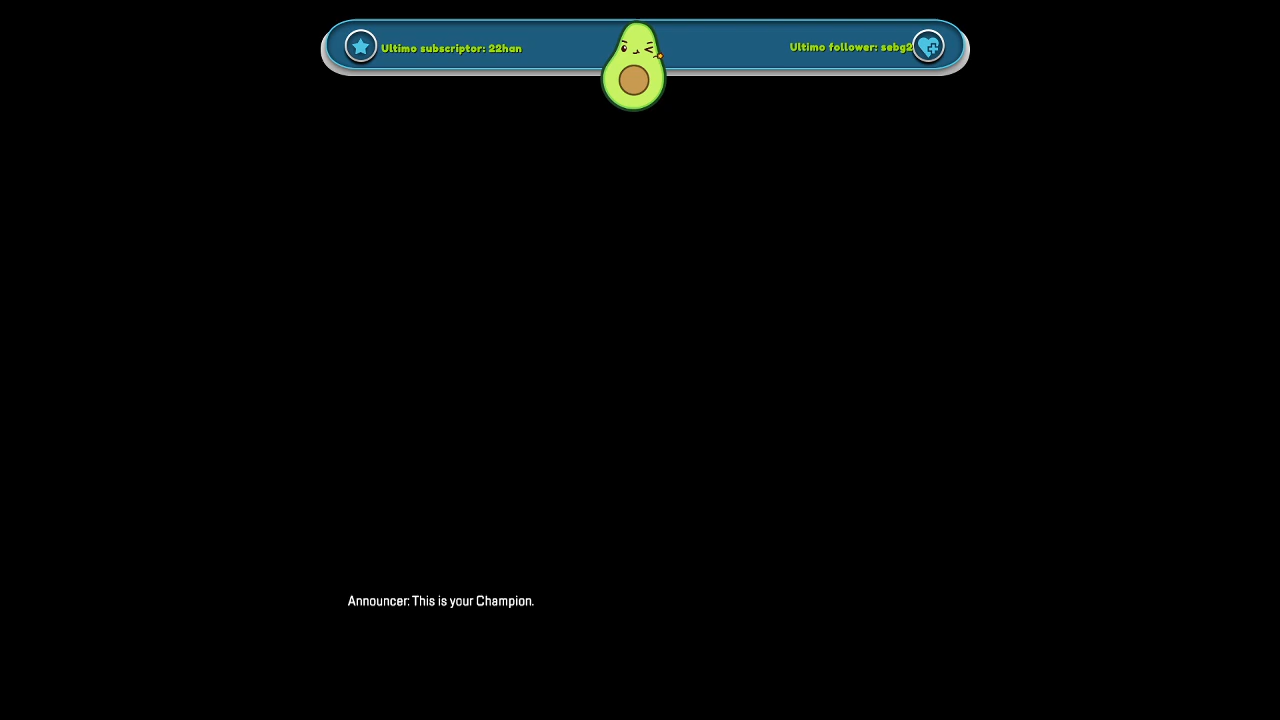 Ultimo subscriptor: 22han
Ultimo follower: sebg2
Announcer: This is your Champion.